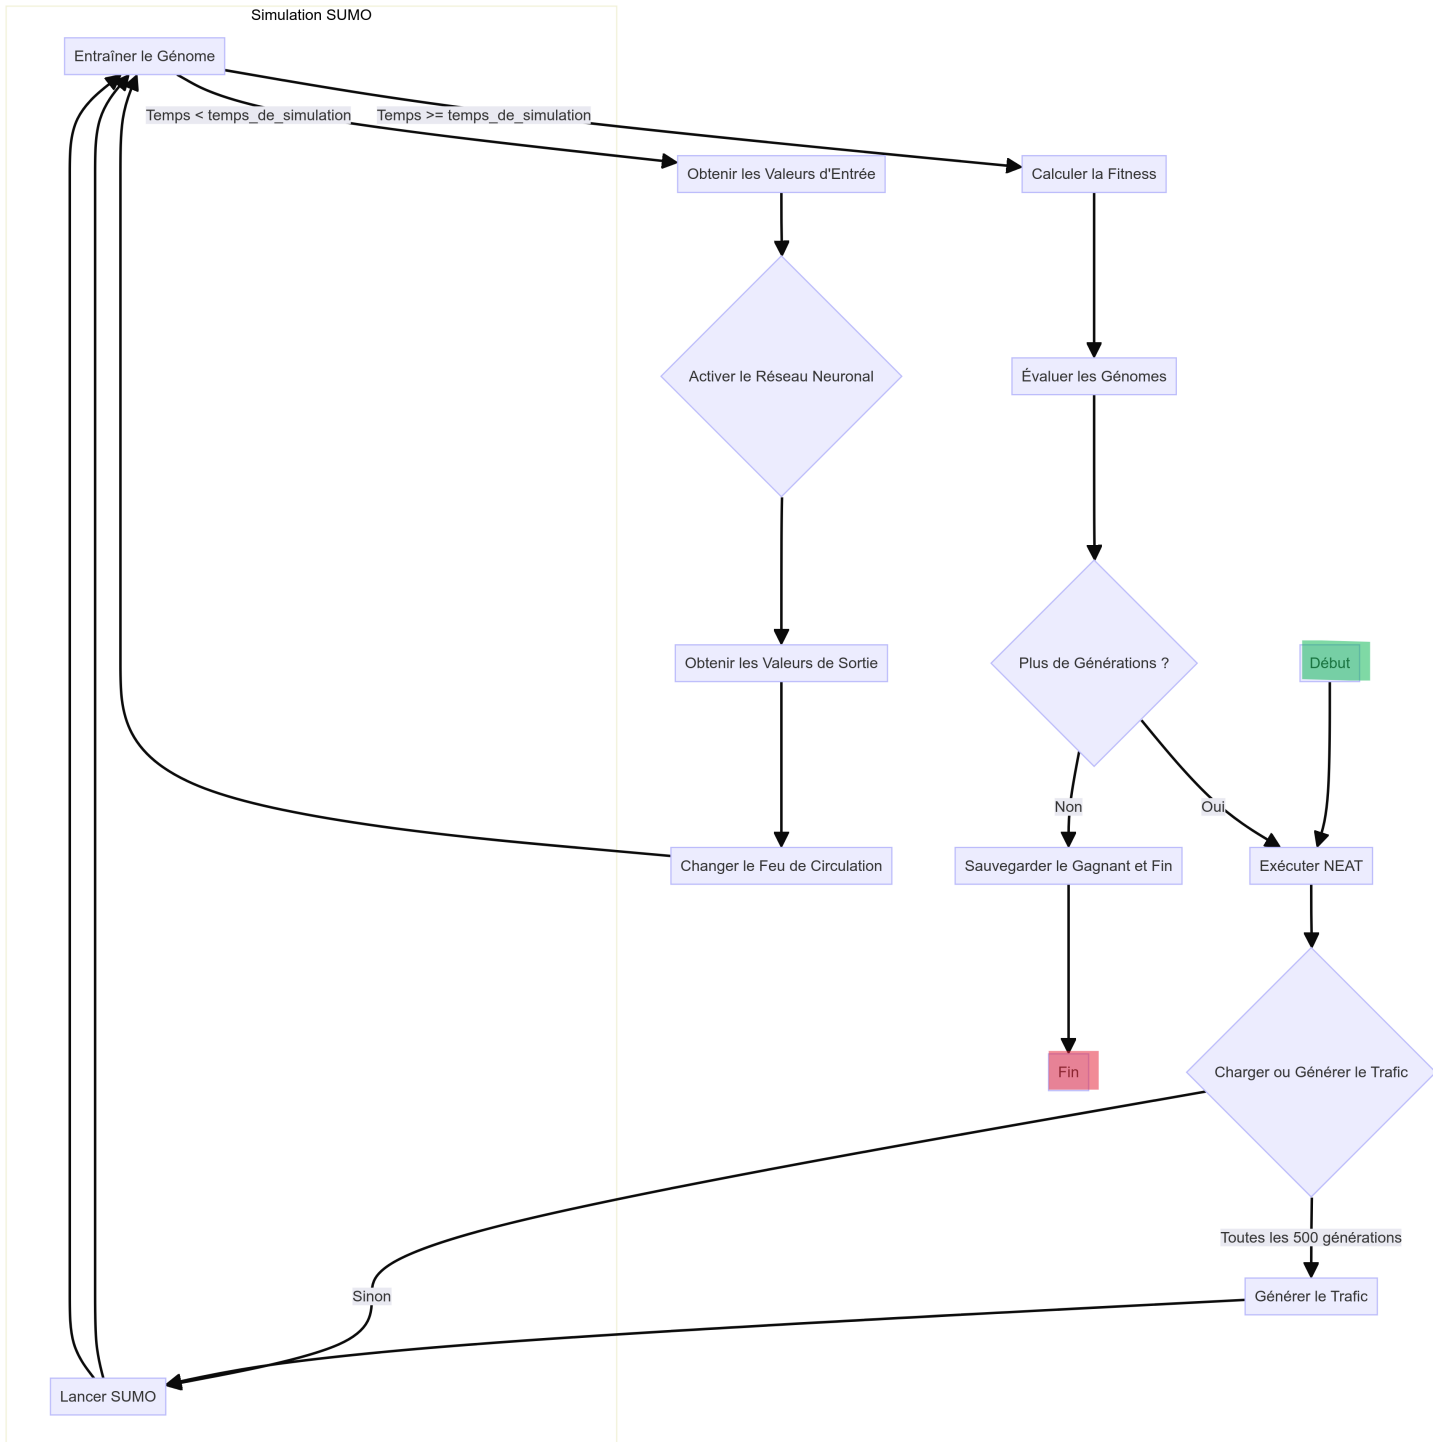 Simulation SUMO
Entraîner le Génome
Temps < temps_de_simulation
Temps >= temps_de_simulation
Obtenir les Valeurs d'Entrée
Calculer la Fitness
Activer le Réseau Neuronal
Évaluer les Génomes
Obtenir les Valeurs de Sortie
Plus de Générations ?
Début
Non
Oui
Changer le Feu de Circulation
Sauvegarder le Gagnant et Fin
Exécuter NEAT
Fin
Charger ou Générer le Trafic
Toutes les 500 générations
Sinon
Générer le Trafic
Lancer SUMO